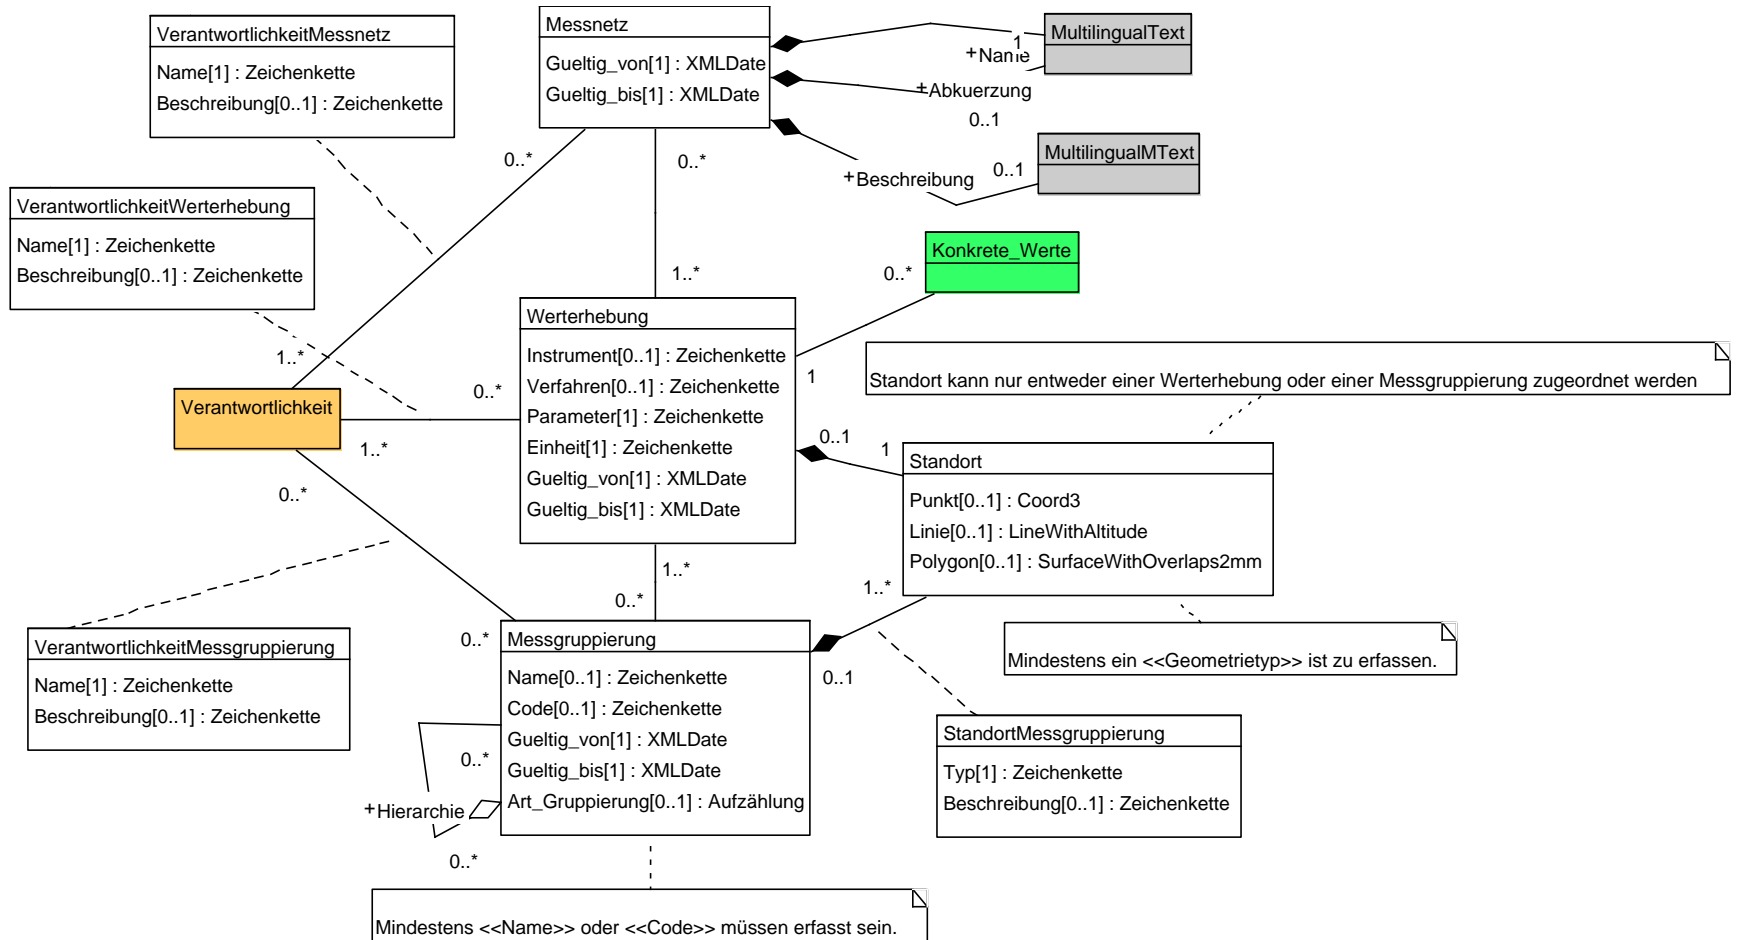 VerantwortlichkeitMessnetz
Name[1] : Zeichenkette
Beschreibung[0..1] : Zeichenkette
Messnetz
Gueltig_von[1] : XMLDate
Gueltig_bis[1] : XMLDate
MultilingualText
1
+Name
+Abkuerzung
0..1
MultilingualMText
0..1
+Beschreibung
0..*
0..*
VerantwortlichkeitWerterhebung
Name[1] : Zeichenkette
Beschreibung[0..1] : Zeichenkette
Konkrete_Werte
0..*
1..*
Werterhebung
Instrument[0..1] : Zeichenkette
Verfahren[0..1] : Zeichenkette
Parameter[1] : Zeichenkette
Einheit[1] : Zeichenkette
Gueltig_von[1] : XMLDate
Gueltig_bis[1] : XMLDate
1
1..*
0..*
Verantwortlichkeit
1..*
0..*
Standort kann nur entweder einer Werterhebung oder einer Messgruppierung zugeordnet werden
0..1
1
Standort
Punkt[0..1] : Coord3
Linie[0..1] : LineWithAltitude
Polygon[0..1] : SurfaceWithOverlaps2mm
1..*
1..*
0..*
Mindestens ein <<Geometrietyp>> ist zu erfassen.
VerantwortlichkeitMessgruppierung
Name[1] : Zeichenkette
Beschreibung[0..1] : Zeichenkette
0..*
Messgruppierung
Name[0..1] : Zeichenkette
Code[0..1] : Zeichenkette
Gueltig_von[1] : XMLDate
Gueltig_bis[1] : XMLDate
Art_Gruppierung[0..1] : Aufzählung
0..1
0..*
+Hierarchie
0..*
StandortMessgruppierung
Typ[1] : Zeichenkette
Beschreibung[0..1] : Zeichenkette
Mindestens <<Name>> oder <<Code>> müssen erfasst sein.